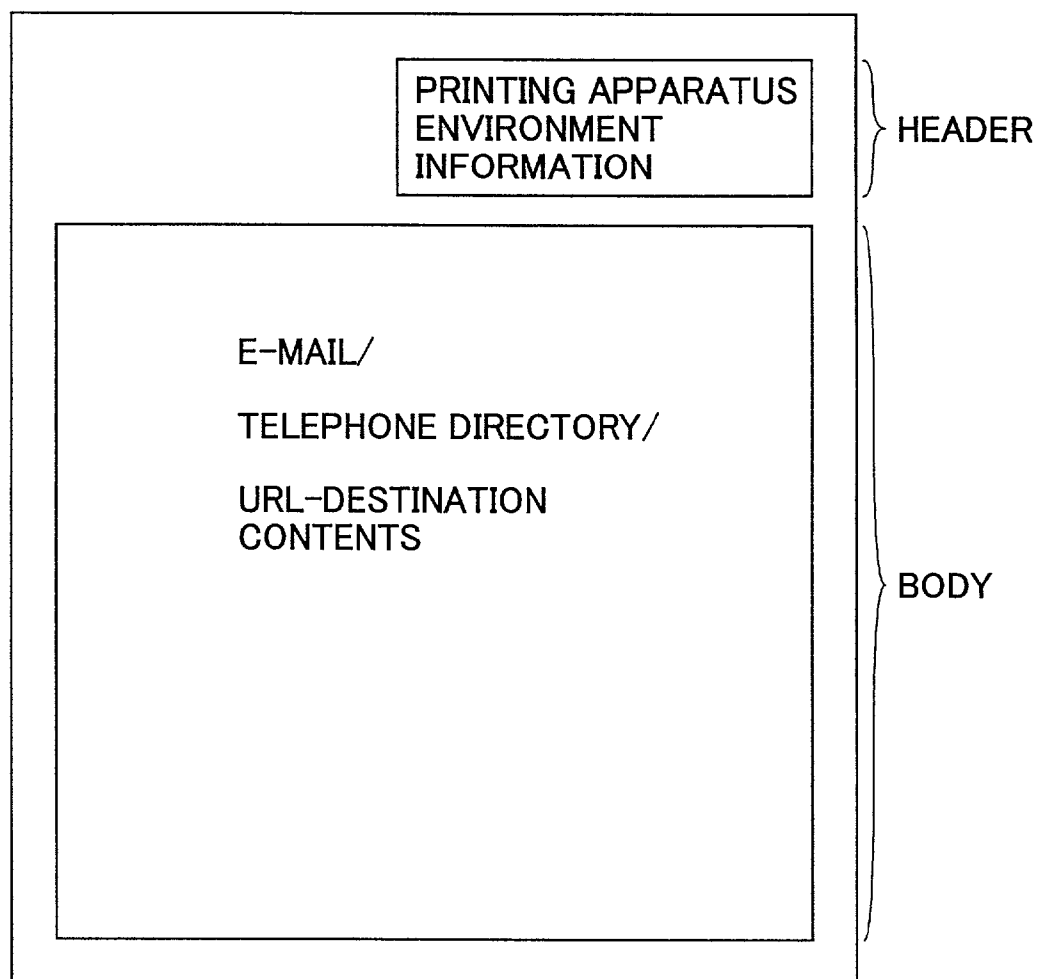 PRINTING APPARATUS
ENVIRONMENT
INFORMATION
HEADER
E-MAIL/
TELEPHONE DIRECTORY/
URL-DESTINATION
CONTENTS
BODY